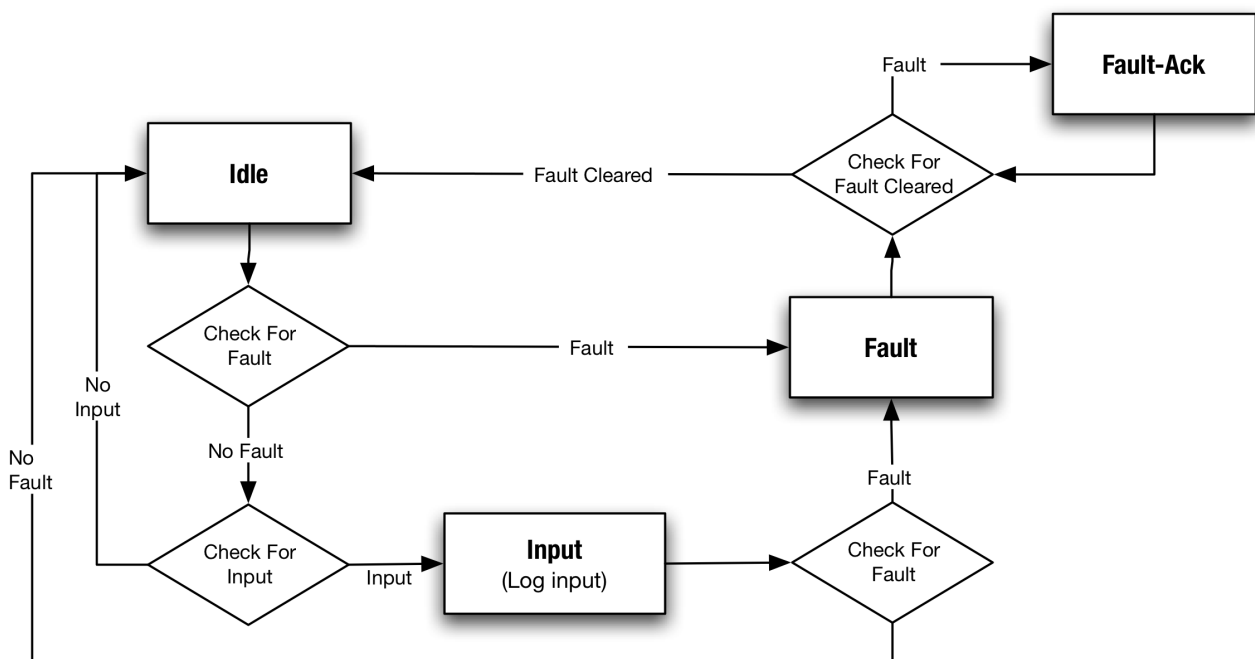 Fault
Fault-Ack
Idle
Fault Cleared
Check For
Fault Cleared
Check For
Fault
Fault
Fault
No
Input
No Fault
No
Fault
Fault
Check For
Input
Input
Input
(Log input)
Check For
Fault